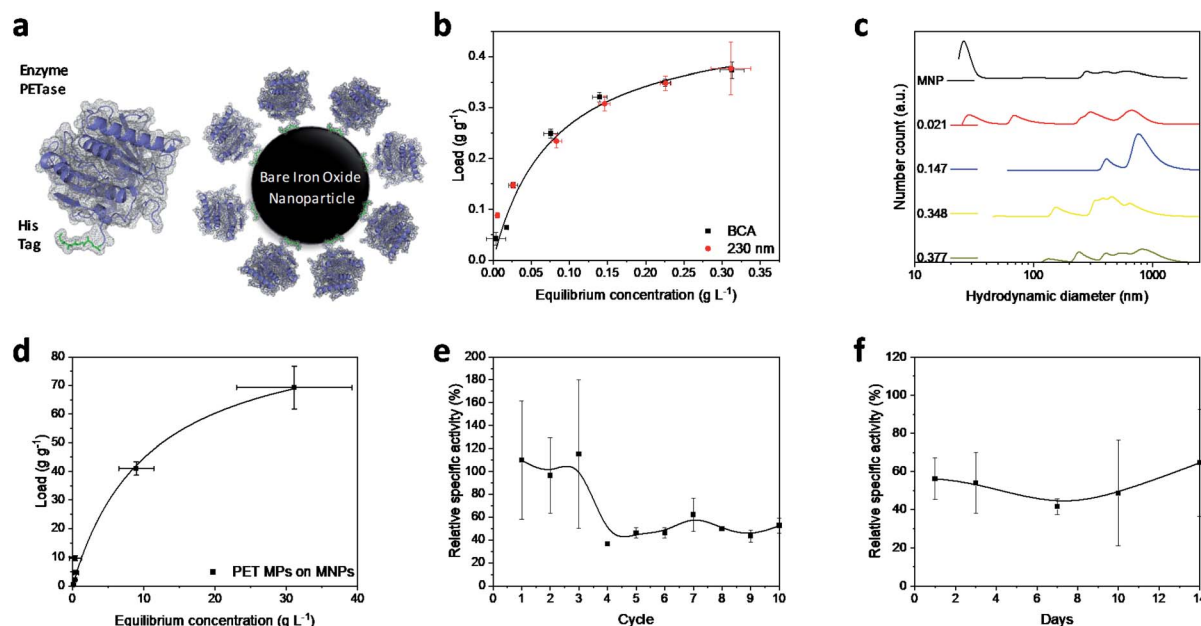 a
Enzyme
PETase
His
Tag
Bare Iron Oxide
Nanoparticle
b
Load (g g⁻¹)
0.4
0.3
0.2
0.1
0.0
BCA
230 nm
0.00 0.05 0.10 0.15 0.20 0.25 0.30 0.35
Equilibrium concentration (g L⁻¹)
c
Number count (a.u.)
MNP
0.021
0.147
0.348
0.377
10 100 1000
Hydrodynamic diameter (nm)
d
Load (g g⁻¹)
80
70
60
50
40
30
20
10
0
PET MPs on MNPs
0 10 20 30 40
Equilibrium concentration (g L⁻¹)
e
Relative specific activity (%)
200
180
160
140
120
100
80
60
40
20
0
0 1 2 3 4 5 6 7 8 9 10
Cycle
f
Relative specific activity (%)
120
100
80
60
40
20
0
0 2 4 6 8 10 12 14
Days